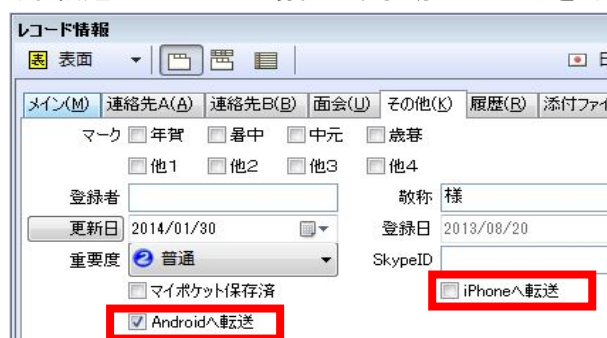 レコード情報
表 表面
メイン(M) 連絡先A(A) 連絡先B(B) 面会(U) その他(K) 履歴(R) 添付ファイ
マーク 年賀 暑中 中元 歳暮
他1 他2 他3 他4
登録者 敬称 様
更新日 2014/01/30 登録日 2013/08/20
重要度 2 普通 SkypeID
マイポケット保存済 iPhoneへ転送
Androidへ転送